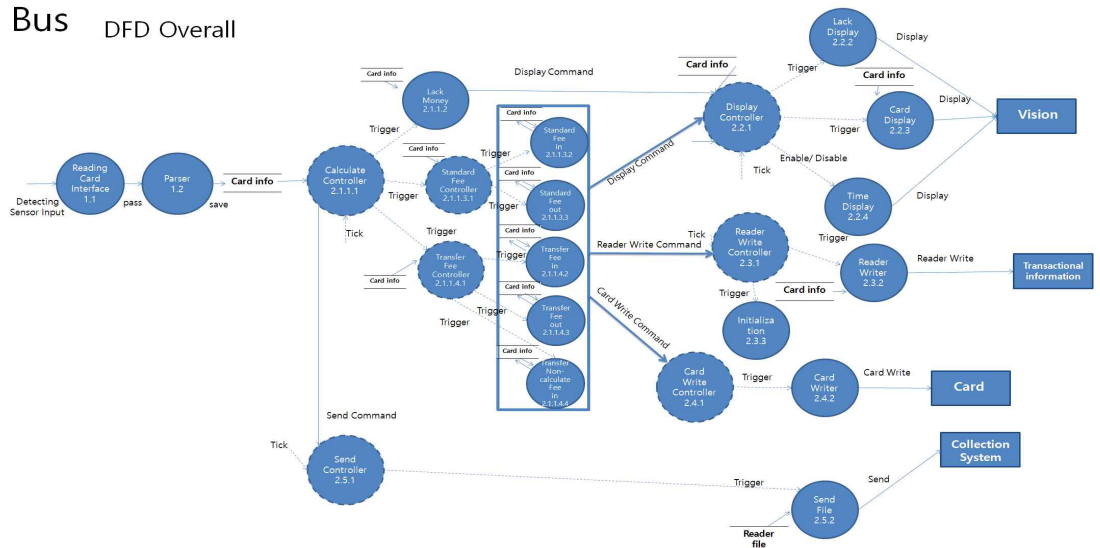 Bus
DFD Overall
Lack
Display
2.2.2
Display
Card info
Display Command
Card info
Trigger
Card info
Lack
Money
2.1.1.2
Display
Controller
2.2.1
Card
Display
2.2.3
Display
Vision
Card info
Standard
Fee
in
2.1.1.3.2
Trigger
Trigger
Card info
Trigger
Enable/ Disable
Reading
Card
Interface
1.1
Parser
1.2
Card info
Calculate
Controller
2.1.1.1
Standard
Fee Controller
2.1.1.3.1
Card info
Display Command
Tick
Detecting
Sensor Input
pass
save
Trigger
Trigger
Standard
Fee
out
2.1.1.3.3
Time
Display
2.2.4
Display
Tick
Trigger
Card info
Tick
Reader
Write
Controller
2.3.1
Trigger
Transfer
Fee
Controller
2.1.1.4.1
Trigger
Transfer
Fee
in
2.1.1.4.2
Reader Write Command
Reader
Writer
2.3.2
Reader Write
Transactional
information
Card info
Card info
Trigger
Card info
Trigger
Trigger
Transfer
Fee
out
2.1.1.4.3
Card Write Command
Initializa
tion
2.3.3
Card info
Transfer
Non-
calculate
Fee
in
2.1.1.4.4
Card
Write
Controller
2.4.1
Trigger
Card
Writer
2.4.2
Card Write
Card
Send Command
Tick
Send
Controller
2.5.1
Collection
System
Trigger
Send
File
2.5.2
Send
Reader
file